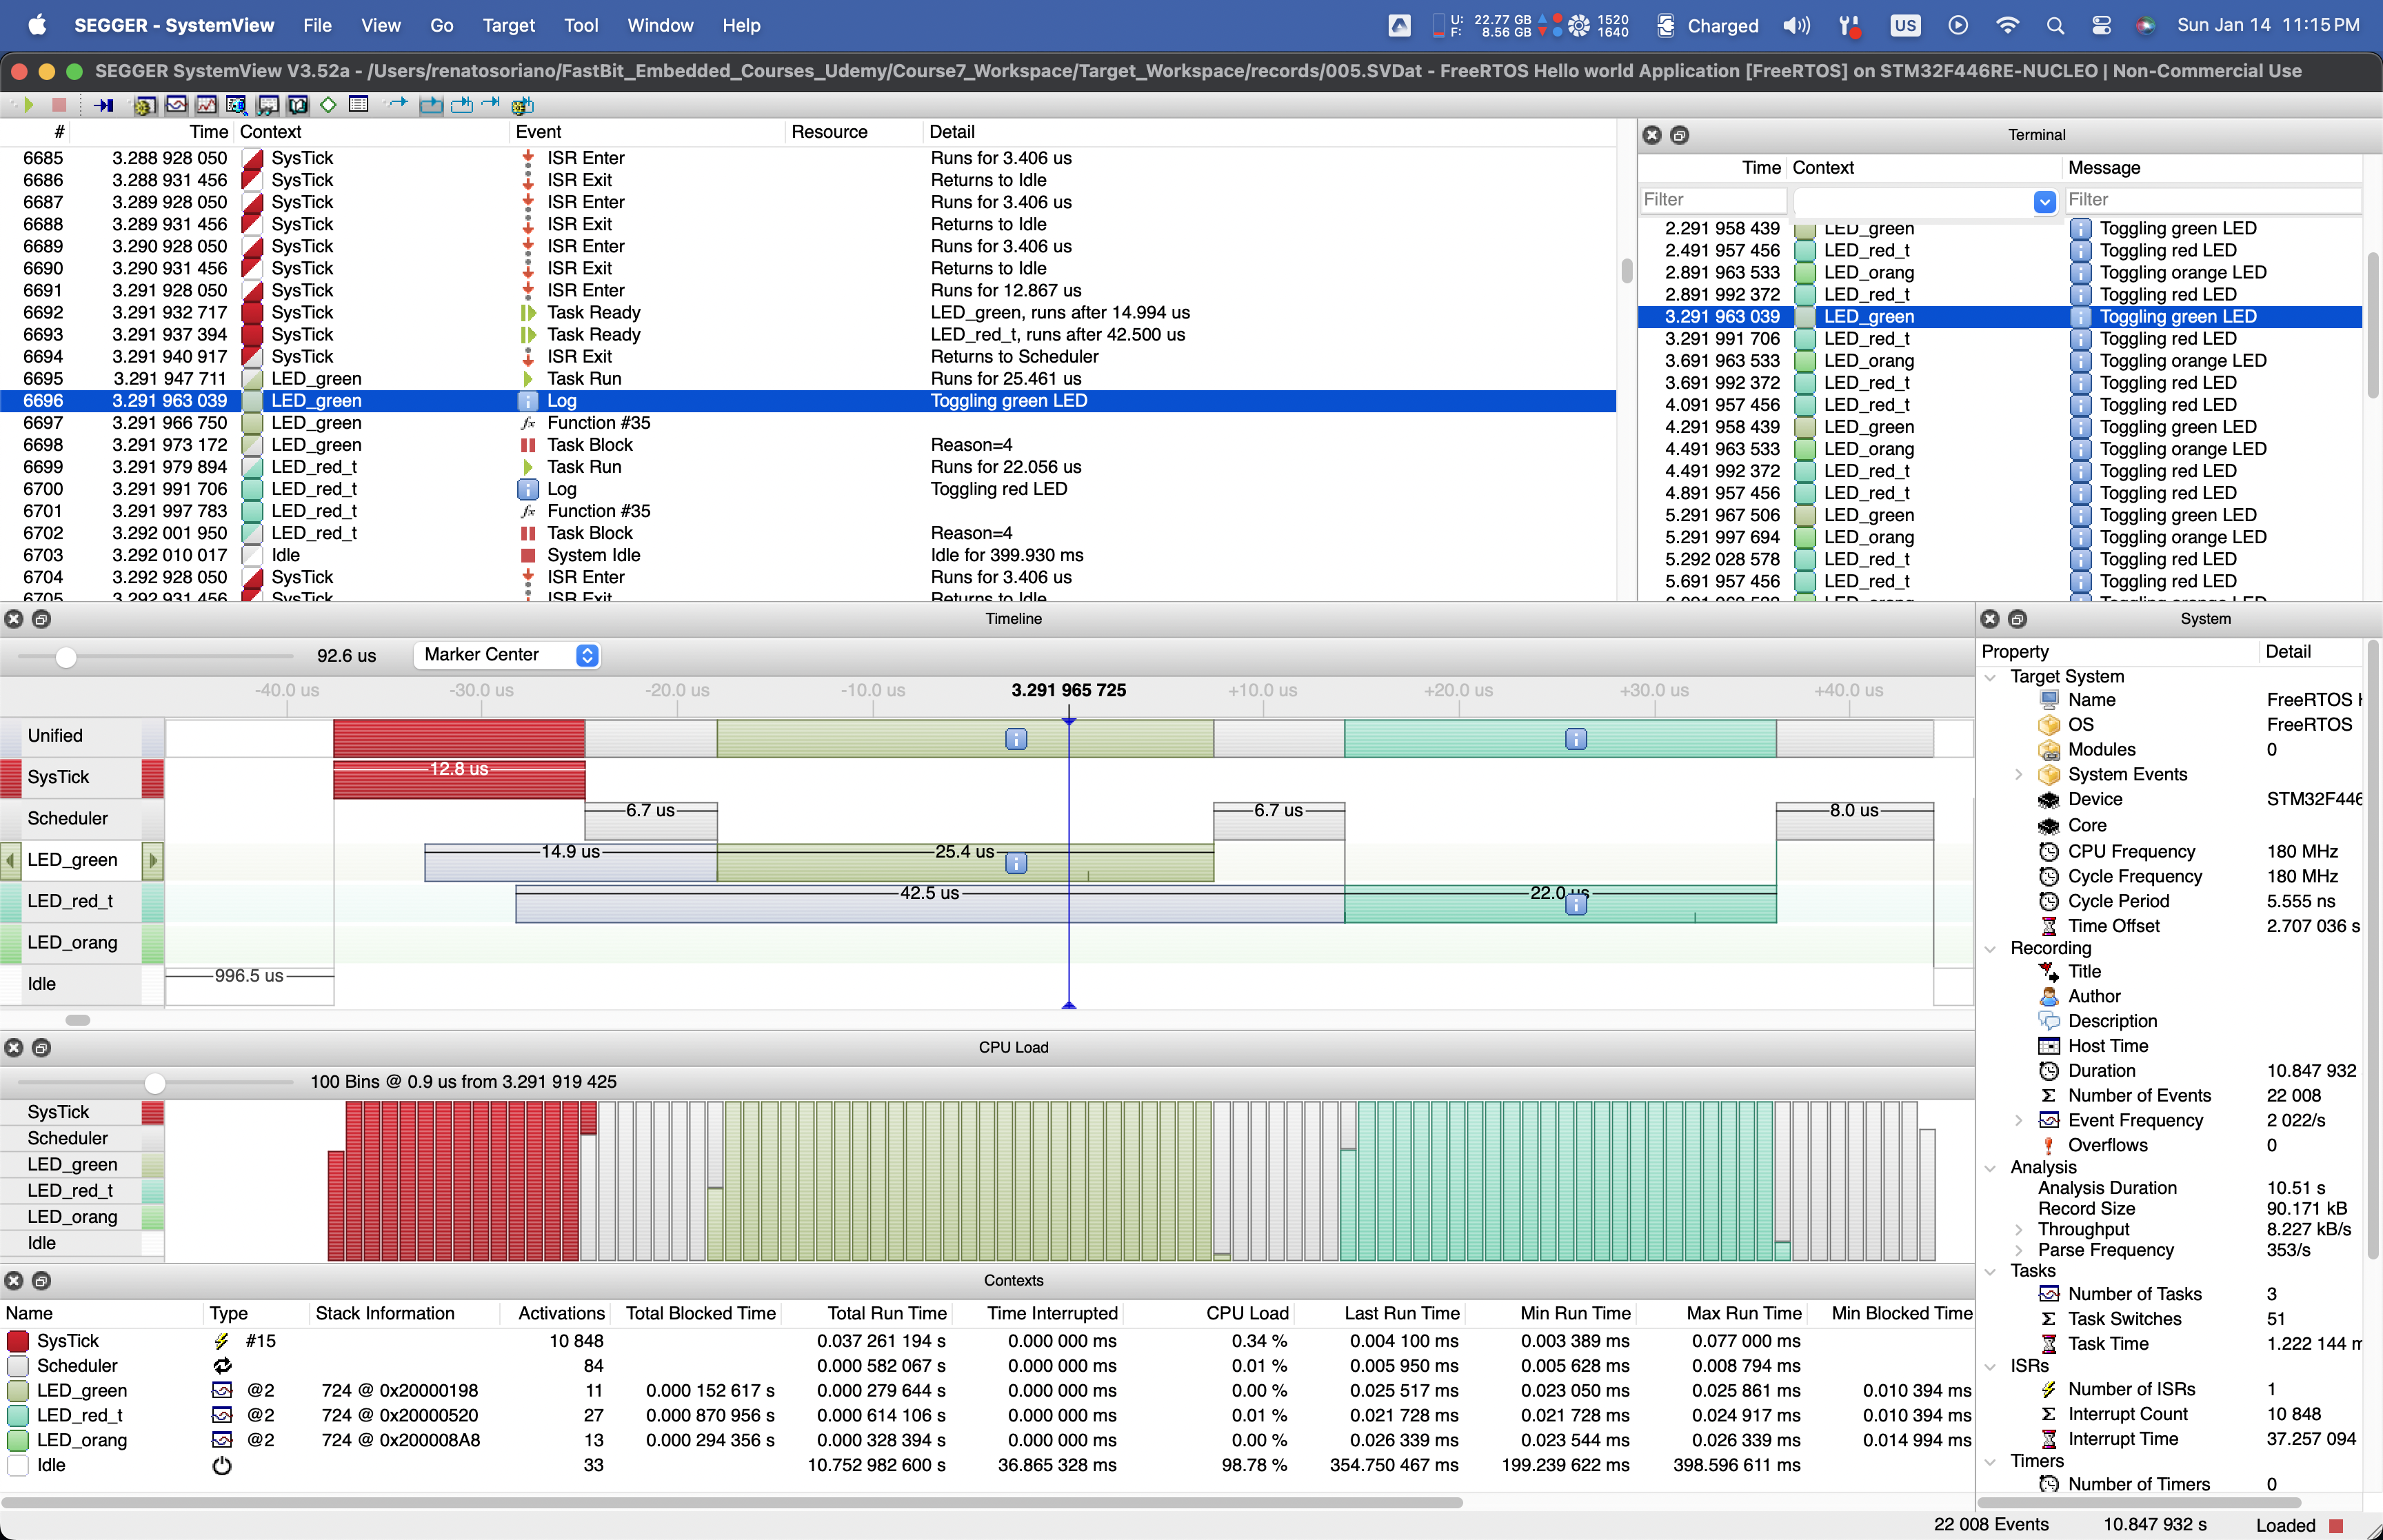 SEGGER - SystemView File View Go Target Tool Window Help U: 22.77 GB F: 8.56 GB 1520 1640 Charged US Sun Jan 14 11:15 PM
SEGGER SystemView V3.52a - /Users/renatosoriano/FastBit_Embedded_Courses_Udemy/Course7_Workspace/Target_Workspace/records/005.SVDat - FreeRTOS Hello world Application [FreeRTOS] on STM32F446RE-NUCLEO | Non-Commercial Use
# Time Context Event Resource Detail
6685 3.288 928 050 SysTick ISR Enter Runs for 3.406 us
6686 3.288 931 456 SysTick ISR Exit Returns to Idle
6687 3.289 928 050 SysTick ISR Enter Runs for 3.406 us
6688 3.289 931 456 SysTick ISR Exit Returns to Idle
6689 3.290 928 050 SysTick ISR Enter Runs for 3.406 us
6690 3.290 931 456 SysTick ISR Exit Returns to Idle
6691 3.291 928 050 SysTick ISR Enter Runs for 12.867 us
6692 3.291 932 717 SysTick Task Ready LED_green, runs after 14.994 us
6693 3.291 937 394 SysTick Task Ready LED_red_t, runs after 42.500 us
6694 3.291 940 917 SysTick ISR Exit Returns to Scheduler
6695 3.291 947 711 LED_green Task Run Runs for 25.461 us
6696 3.291 963 039 LED_green Log Toggling green LED
6697 3.291 966 750 LED_green Function #35
6698 3.291 973 172 LED_green Task Block Reason=4
6699 3.291 979 894 LED_red_t Task Run Runs for 22.056 us
6700 3.291 991 706 LED_red_t Log Toggling red LED
6701 3.291 997 783 LED_red_t Function #35
6702 3.292 001 950 LED_red_t Task Block Reason=4
6703 3.292 010 017 Idle System Idle Idle for 399.930 ms
6704 3.292 928 050 SysTick ISR Enter Runs for 3.406 us
6705 3.292 931 456 SysTick ISR Exit Returns to Idle
Terminal
Time Context Message
Filter Filter
2.291 958 439 LED_green Toggling green LED
2.491 957 456 LED_red_t Toggling red LED
2.891 963 533 LED_orang Toggling orange LED
2.891 992 372 LED_red_t Toggling red LED
3.291 963 039 LED_green Toggling green LED
3.291 991 706 LED_red_t Toggling red LED
3.691 963 533 LED_orang Toggling orange LED
3.691 992 372 LED_red_t Toggling red LED
4.091 957 456 LED_red_t Toggling red LED
4.291 958 439 LED_green Toggling green LED
4.491 963 533 LED_orang Toggling orange LED
4.491 992 372 LED_red_t Toggling red LED
4.891 957 456 LED_red_t Toggling red LED
5.291 967 506 LED_green Toggling green LED
5.291 997 694 LED_orang Toggling orange LED
5.292 028 578 LED_red_t Toggling red LED
5.691 957 456 LED_red_t Toggling red LED
Timeline
92.6 us Marker Center
-40.0 us -30.0 us -20.0 us -10.0 us 3.291 965 725 +10.0 us +20.0 us +30.0 us +40.0 us
Unified
SysTick 12.8 us
Scheduler 6.7 us 6.7 us 8.0 us
LED_green 14.9 us 25.4 us
LED_red_t 42.5 us 22.0 us
LED_orang
Idle 996.5 us
CPU Load
100 Bins @ 0.9 us from 3.291 919 425
SysTick
Scheduler
LED_green
LED_red_t
LED_orang
Idle
Contexts
Name Type Stack Information Activations Total Blocked Time Total Run Time Time Interrupted CPU Load Last Run Time Min Run Time Max Run Time Min Blocked Time
SysTick #15 10 848 0.037 261 194 s 0.000 000 ms 0.34 % 0.004 100 ms 0.003 389 ms 0.077 000 ms
Scheduler 84 0.000 582 067 s 0.000 000 ms 0.01 % 0.005 950 ms 0.005 628 ms 0.008 794 ms
LED_green @2 724 @ 0x20000198 11 0.000 152 617 s 0.000 279 644 s 0.000 000 ms 0.00 % 0.025 517 ms 0.023 050 ms 0.025 861 ms 0.010 394 ms
LED_red_t @2 724 @ 0x20000520 27 0.000 870 956 s 0.000 614 106 s 0.000 000 ms 0.01 % 0.021 728 ms 0.021 728 ms 0.024 917 ms 0.010 394 ms
LED_orang @2 724 @ 0x200008A8 13 0.000 294 356 s 0.000 328 394 s 0.000 000 ms 0.00 % 0.026 339 ms 0.023 544 ms 0.026 339 ms 0.014 994 ms
Idle 33 10.752 982 600 s 36.865 328 ms 98.78 % 354.750 467 ms 199.239 622 ms 398.596 611 ms
System
Property Detail
Target System
Name FreeRTOS
OS FreeRTOS
Modules 0
System Events
Device STM32F446
Core
CPU Frequency 180 MHz
Cycle Frequency 180 MHz
Cycle Period 5.555 ns
Time Offset 2.707 036 s
Recording
Title
Author
Description
Host Time
Duration 10.847 932
Number of Events 22 008
Event Frequency 2 022/s
Overflows 0
Analysis
Analysis Duration 10.51 s
Record Size 90.171 kB
Throughput 8.227 kB/s
Parse Frequency 353/s
Tasks
Number of Tasks 3
Task Switches 51
Task Time 1.222 144 m
ISRs
Number of ISRs 1
Interrupt Count 10 848
Interrupt Time 37.257 094
Timers
Number of Timers 0
22 008 Events 10.847 932 s Loaded